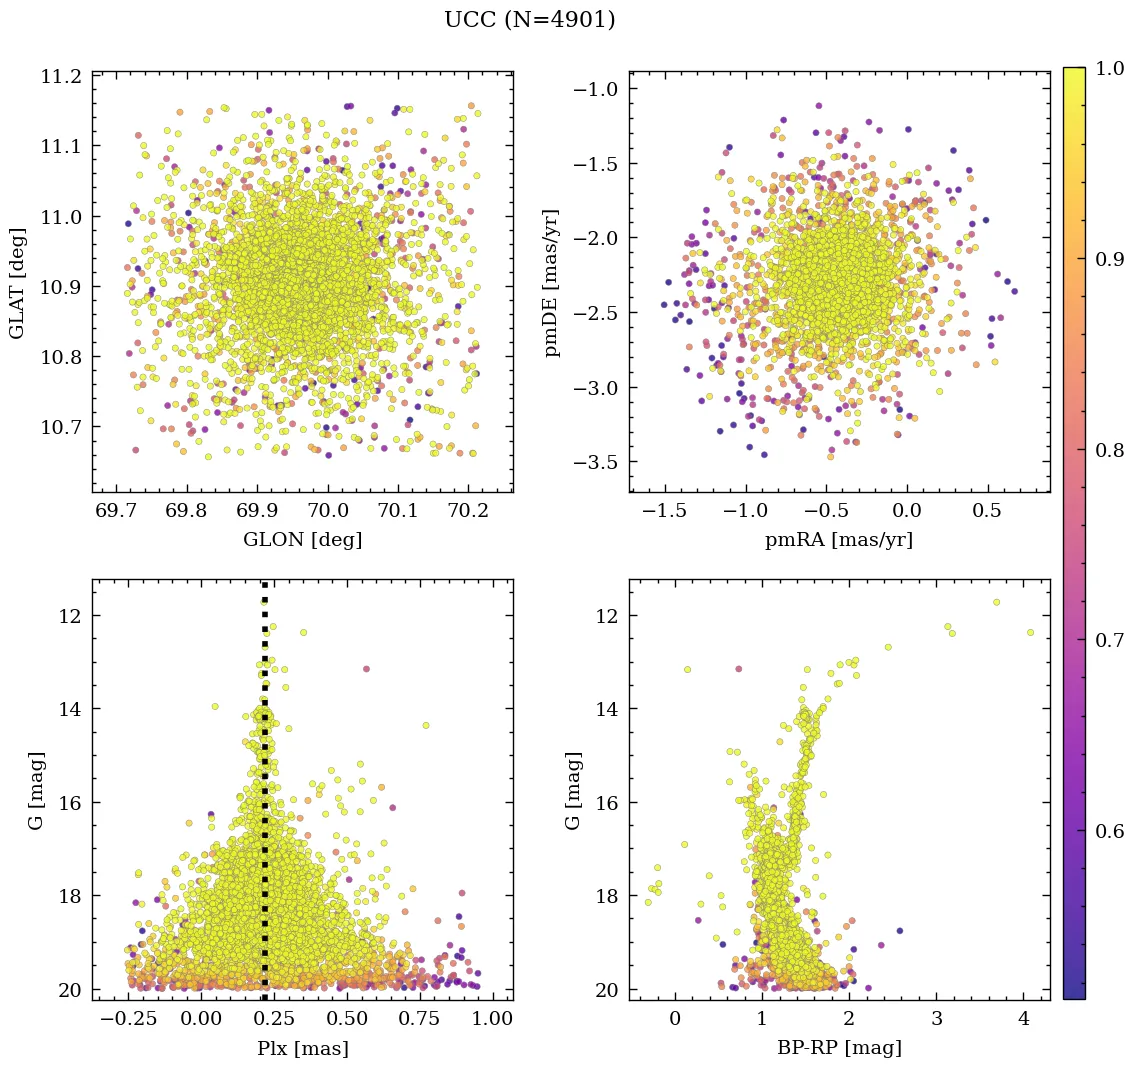 UCC (N=4901)
11.2
11.1
11.0
10.9
10.8
10.7
GLAT [deg]
69.7 69.8 69.9 70.0 70.1 70.2
GLON [deg]
−1.0
−1.5
−2.0
−2.5
−3.0
−3.5
pmDE [mas/yr]
−1.5 −1.0 −0.5 0.0 0.5
pmRA [mas/yr]
1.0
0.9
0.8
0.7
0.6
12
14
16
18
20
G [mag]
−0.25 0.00 0.25 0.50 0.75 1.00
Plx [mas]
12
14
16
18
20
G [mag]
0 1 2 3 4
BP-RP [mag]